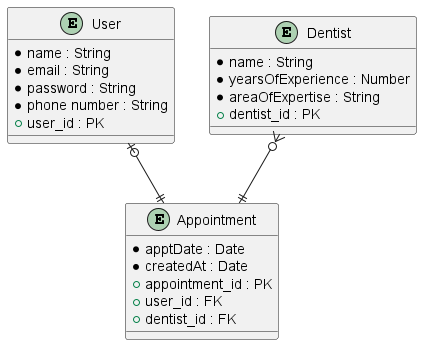 E User
name : String
email : String
password : String
phone number : String
user_id : PK
E Dentist
name : String
yearsOfExperience : Number
areaOfExpertise : String
dentist_id : PK
E Appointment
apptDate : Date
createdAt : Date
appointment_id : PK
user_id : FK
dentist_id : FK